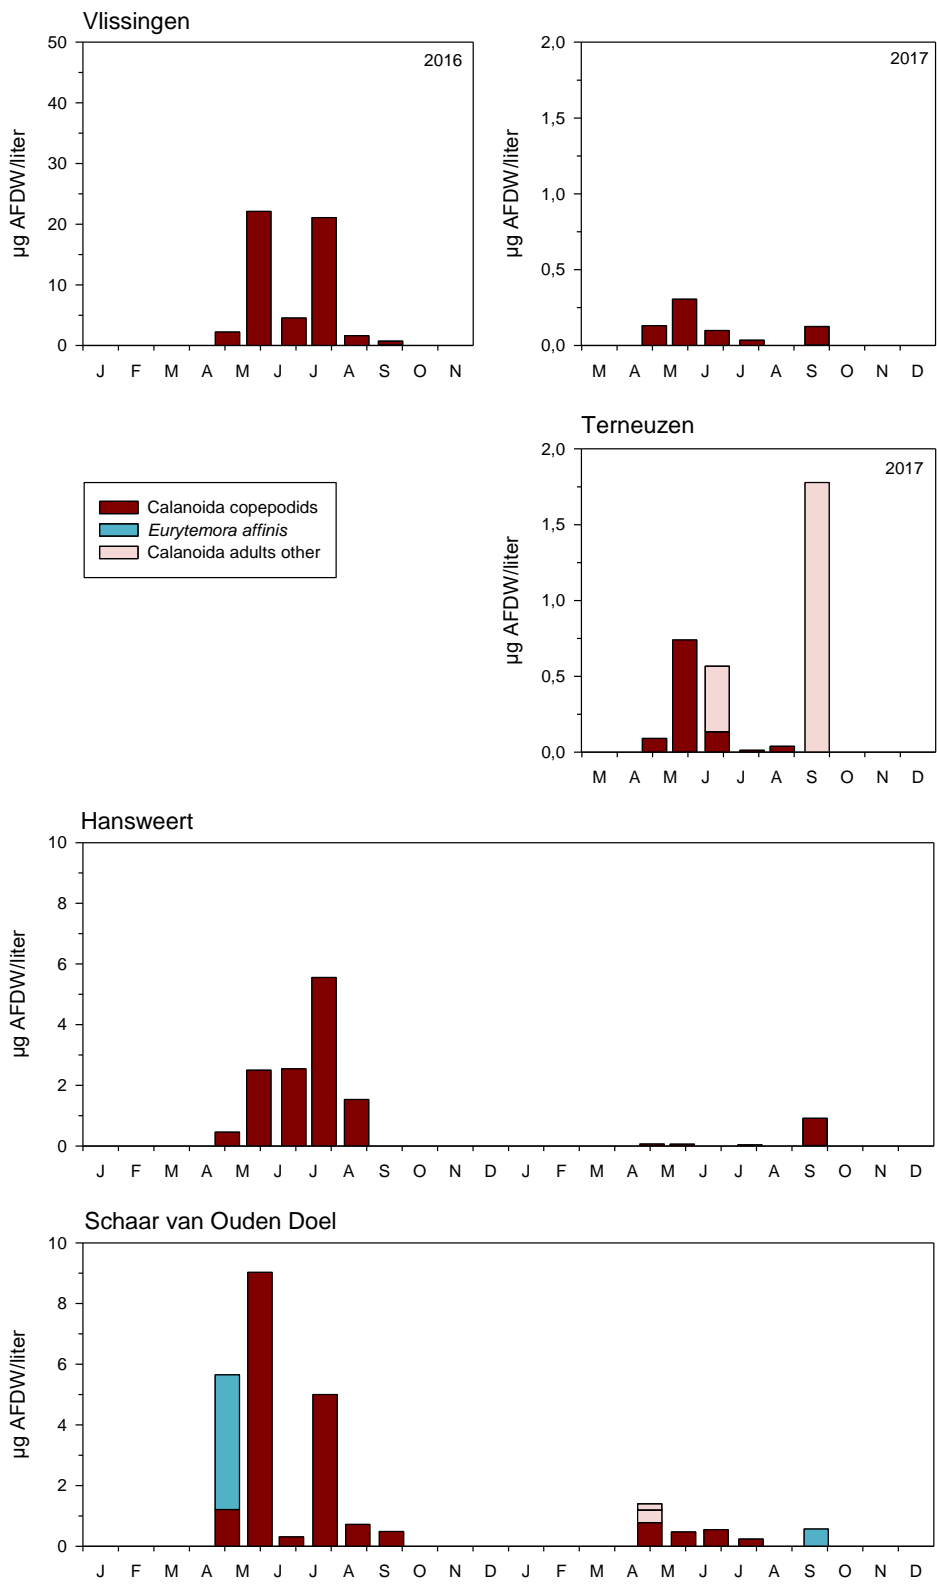 Vlissingen
50
40
30
20
10
0
µg AFDW/liter
2016
J F M A M J J A S O N
2,0
1,5
1,0
0,5
0,0
µg AFDW/liter
2017
M A M J J A S O N D
Calanoida copepodids
Eurytemora affinis
Calanoida adults other
Terneuzen
2,0
1,5
1,0
0,5
0,0
µg AFDW/liter
2017
M A M J J A S O N D
Hansweert
10
8
6
4
2
0
µg AFDW/liter
J F M A M J J A S O N D J F M A M J J A S O N D
Schaar van Ouden Doel
10
8
6
4
2
0
µg AFDW/liter
J F M A M J J A S O N D J F M A M J J A S O N D